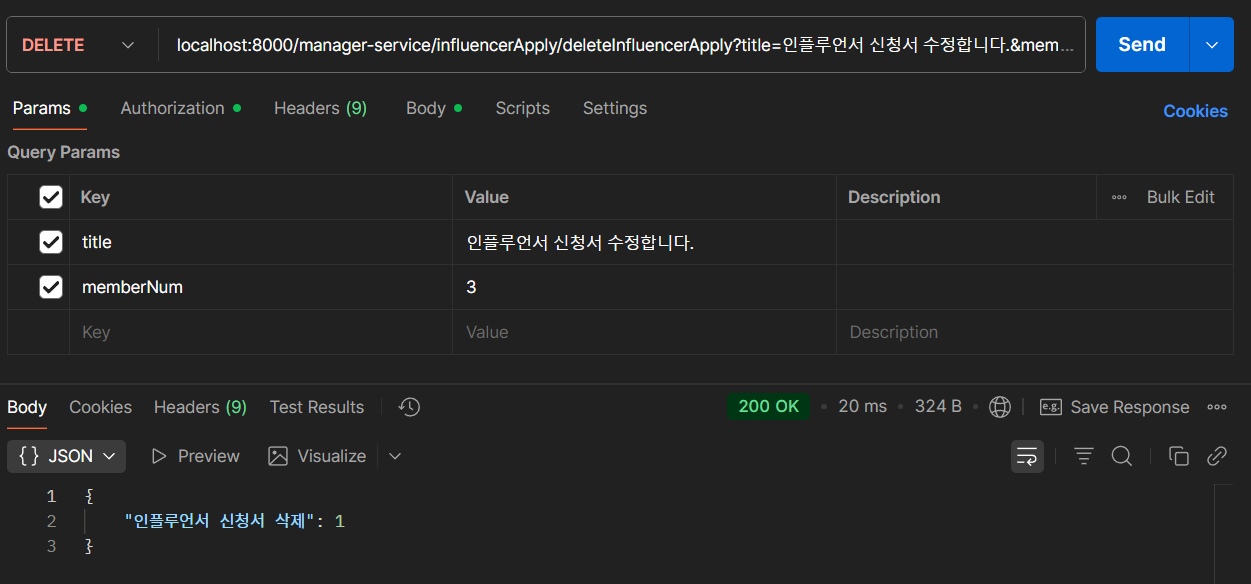 DELETE localhost:8000/manager-service/influencerApply/deleteInfluencerApply?title=인플루언서 신청서 수정합니다.&mem... Send
Params Authorization Headers (9) Body Scripts Settings Cookies
Query Params
Key Value Description Bulk Edit
title 인플루언서 신청서 수정합니다.
memberNum 3
Key Value Description
Body Cookies Headers (9) Test Results 200 OK 20 ms 324 B e.g. Save Response
{ } JSON Preview Visualize
1 {
2 "인플루언서 신청서 삭제": 1
3 }